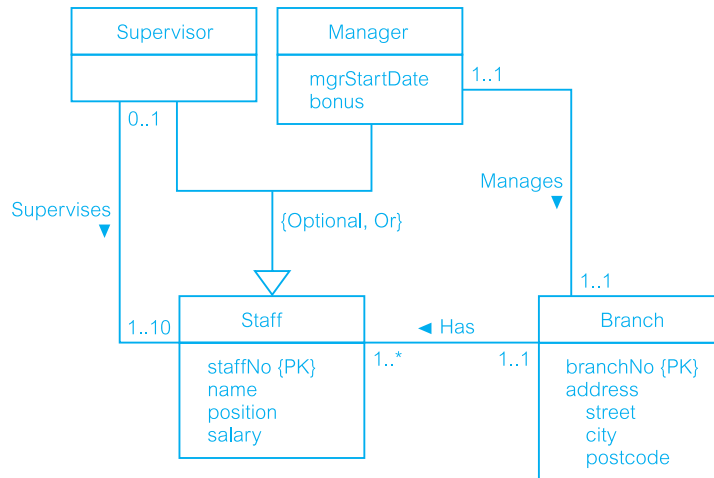 Supervisor
Manager
mgrStartDate
bonus
1..1
0..1
Manages
▼
Supervises
▼
{Optional, Or}
1..1
1..10
Staff
◄ Has
Branch
1..*
1..1
staffNo {PK}
name
position
salary
branchNo {PK}
address
street
city
postcode